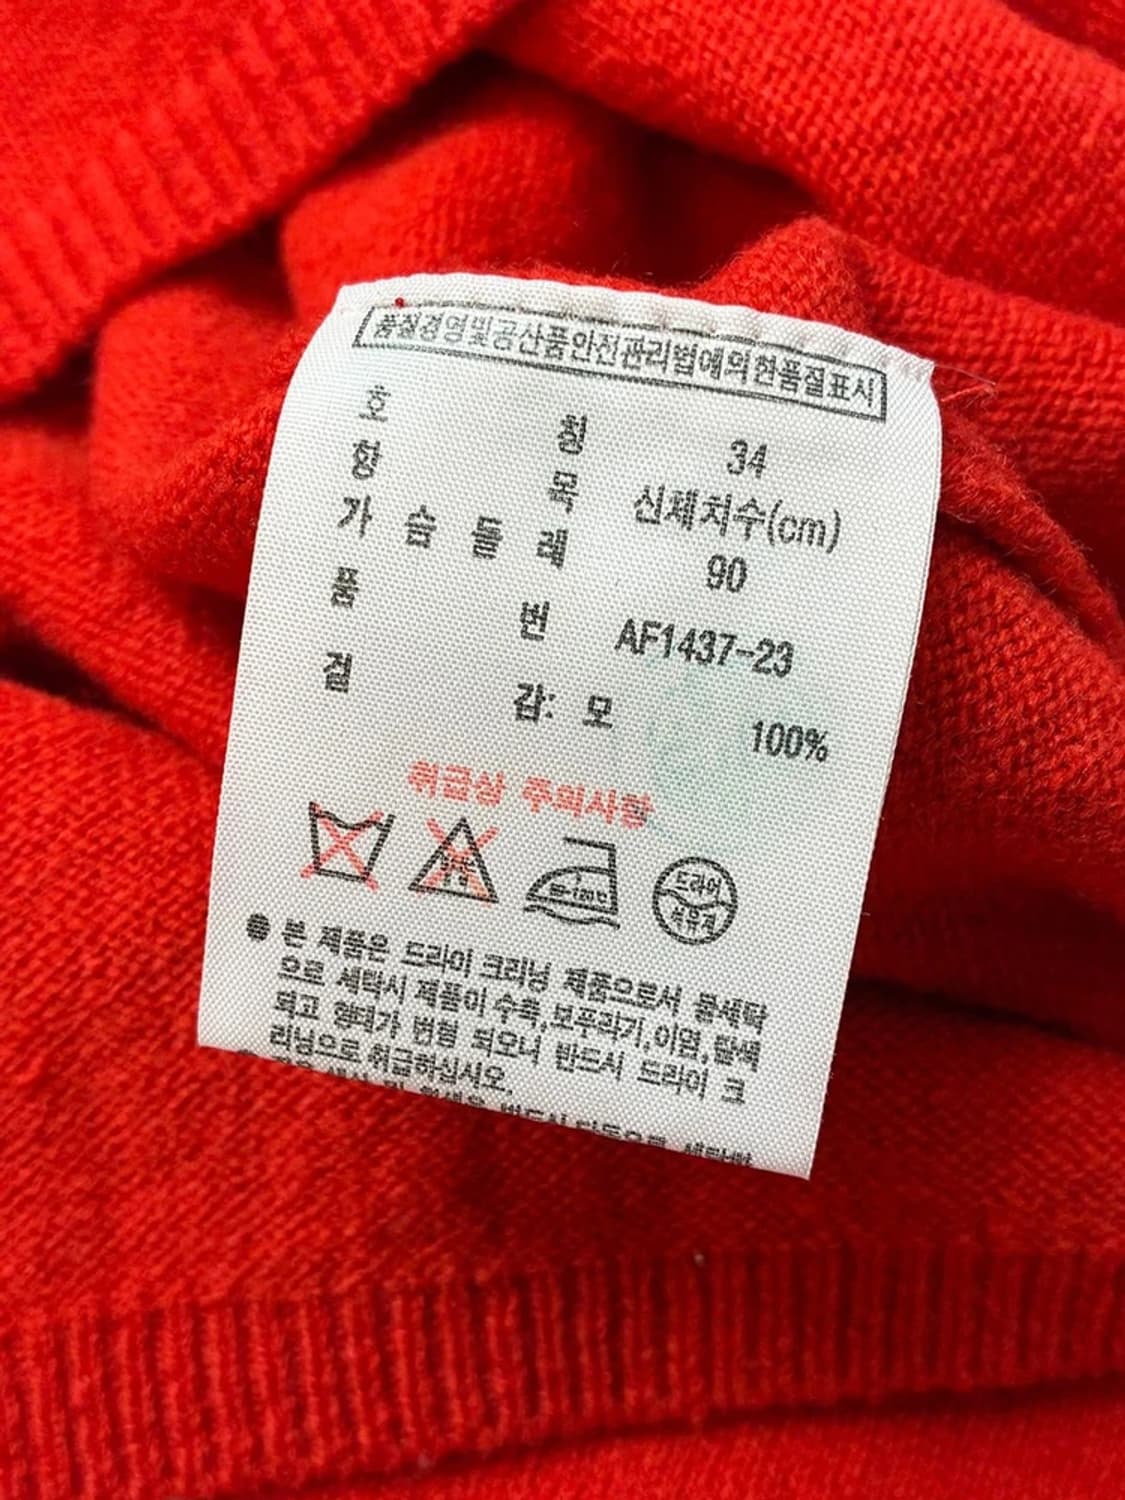 품질경영및공산품안전관리법에의한품질표시
호 칭 34
항 목 신체치수(cm)
가 슴 둘 레 90
품 번 AF1437-23
겉 감: 모 100%
취급상 주의사항
드라이
석유계
본 제품은 드라이 크리닝 제품으로서 물세탁
으로 세탁시 제품이 수축,보푸라기,이염,탈색
되고 형태가 변형 되오니 반드시 드라이 크
리닝으로 취급하십시오.